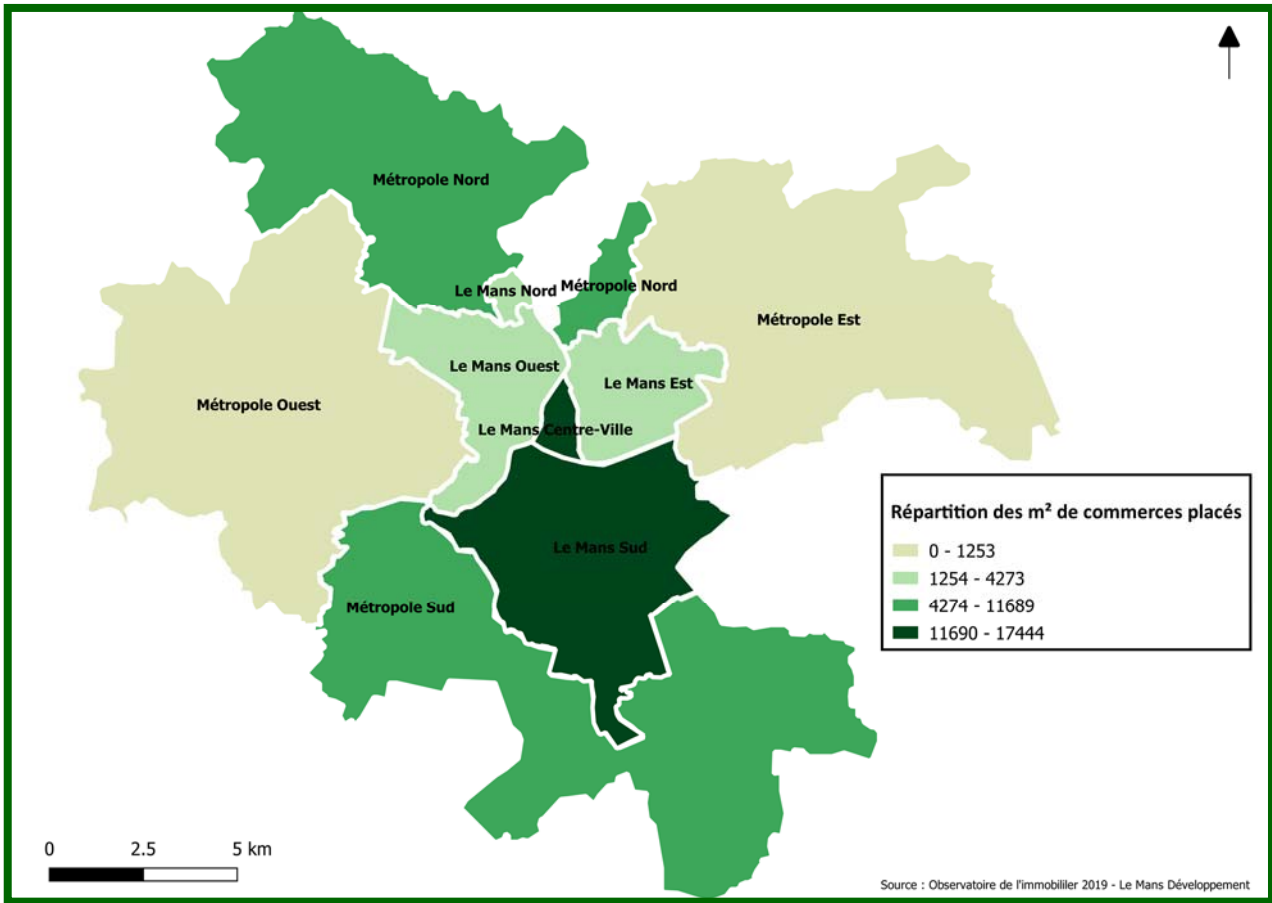 Métropole Nord
Le Mans Nord
Métropole Nord
Métropole Est
Le Mans Ouest
Le Mans Est
Métropole Ouest
Le Mans Centre-Ville
Le Mans Sud
Métropole Sud
Répartition des m² de commerces placés
0 - 1253
1254 - 4273
4274 - 11689
11690 - 17444
0 2.5 5 km
Source : Observatoire de l'immobililer 2019 - Le Mans Développement